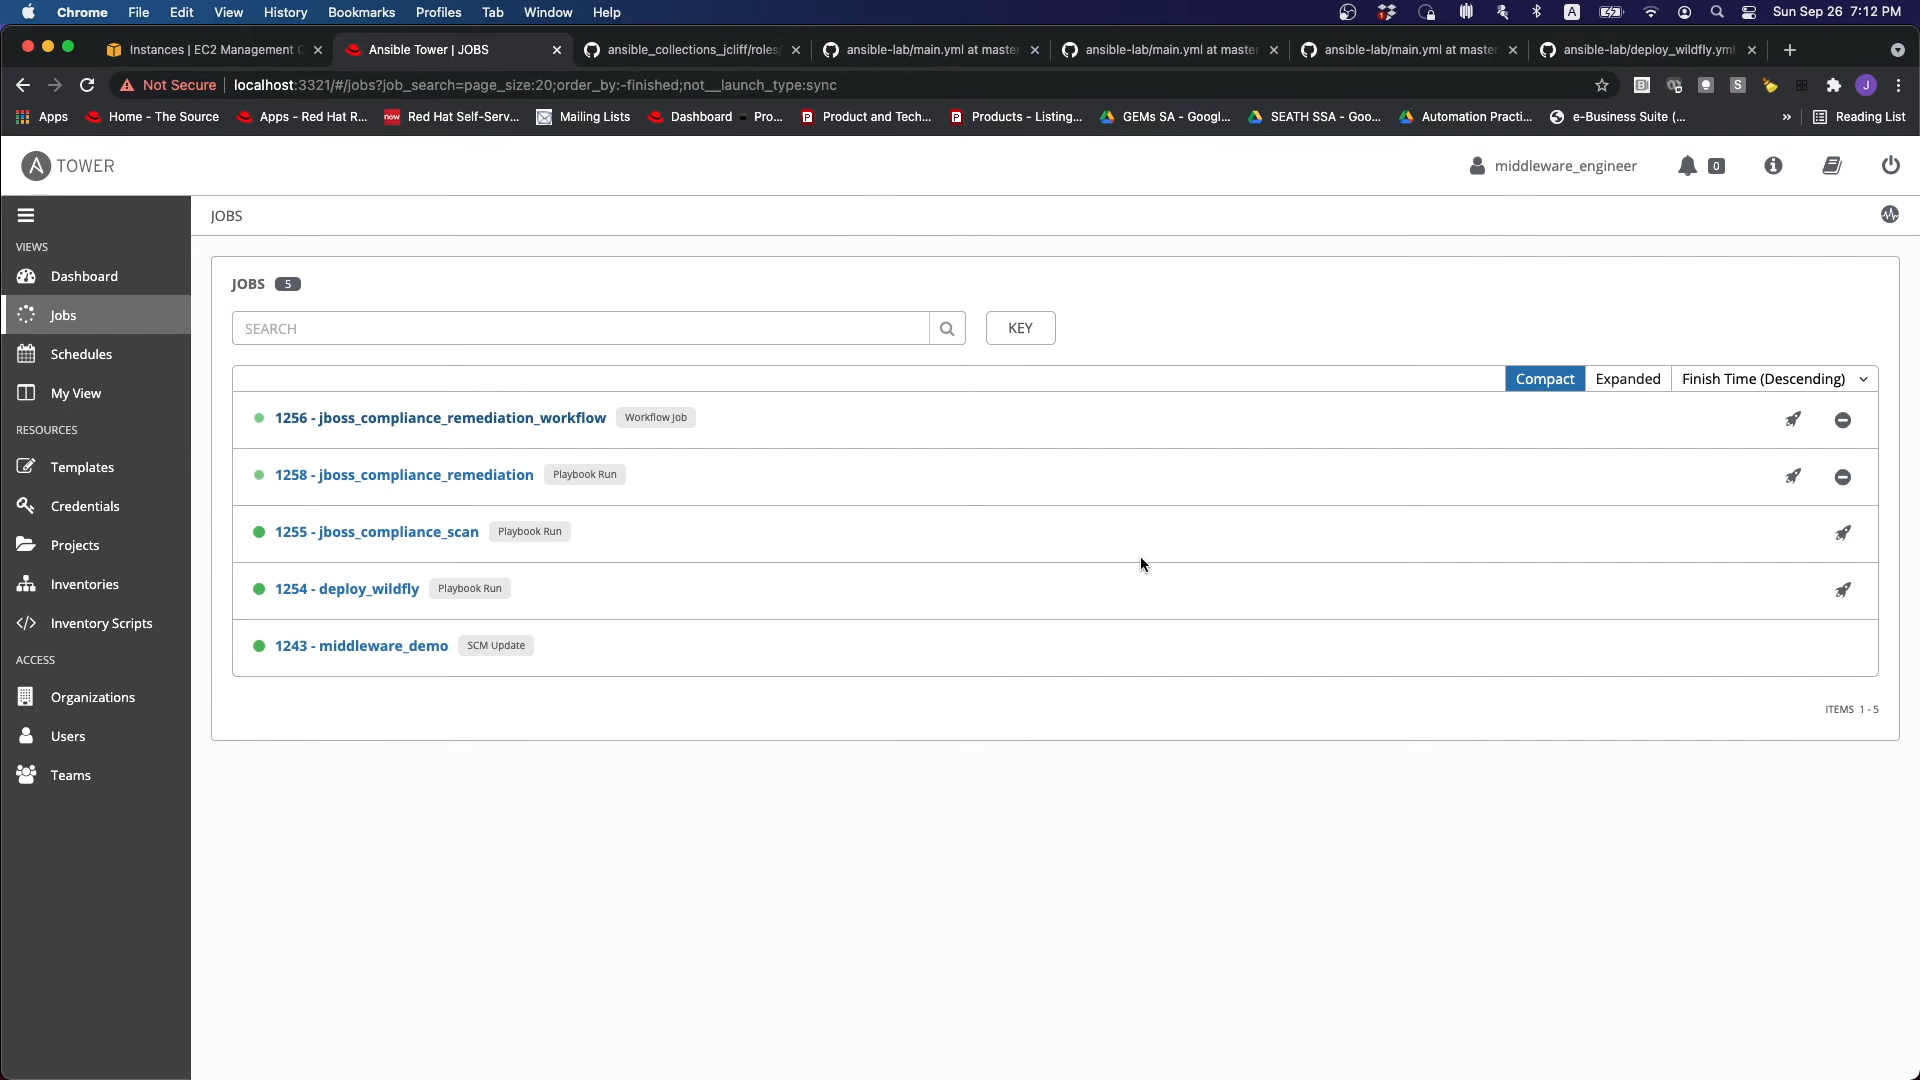 Chrome File Edit View History Bookmarks Profiles Tab Window Help
1 A Sun Sep 26 7:12 PM
Instances | EC2 Management C
Ansible Tower | JOBS
ansible_collections_jcliff/roles/
ansible-lab/main.yml at master
ansible-lab/main.yml at master
ansible-lab/main.yml at master
ansible-lab/deploy_wildfly.yml
Not Secure localhost:3321/#/jobs?job_search=page_size:20;order_by:-finished;not__launch_type:sync
S J
Apps Home - The Source Apps - Red Hat R... now Red Hat Self-Serv... Mailing Lists Dashboard - Pro... P Product and Tech... P Products - Listing... GEMs SA - Googl... SEATH SSA - Goo... Automation Practi... e-Business Suite (... » Reading List
A TOWER
middleware_engineer 0
VIEWS
Dashboard
Jobs
Schedules
My View
RESOURCES
Templates
Credentials
Projects
Inventories
Inventory Scripts
ACCESS
Organizations
Users
Teams
JOBS
JOBS 5
SEARCH KEY
Compact Expanded Finish Time (Descending)
1256 - jboss_compliance_remediation_workflow Workflow Job
1258 - jboss_compliance_remediation Playbook Run
1255 - jboss_compliance_scan Playbook Run
1254 - deploy_wildfly Playbook Run
1243 - middleware_demo SCM Update
ITEMS 1 - 5